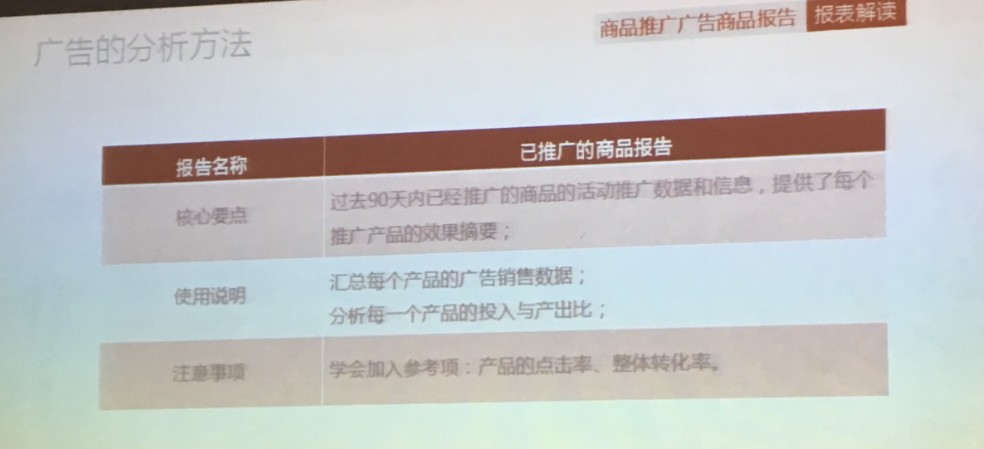 广告的分析方法
商品推广广告商品报告 报表解读
报告名称 已推广的商品报告
核心要点 过去90天内已经推广的商品的活动推广数据和信息，提供了每个
推广产品的效果摘要；
使用说明 汇总每个产品的广告销售数据；
分析每一个产品的投入与产出比；
注意事项 学会加入参考项：产品的点击率、整体转化率。